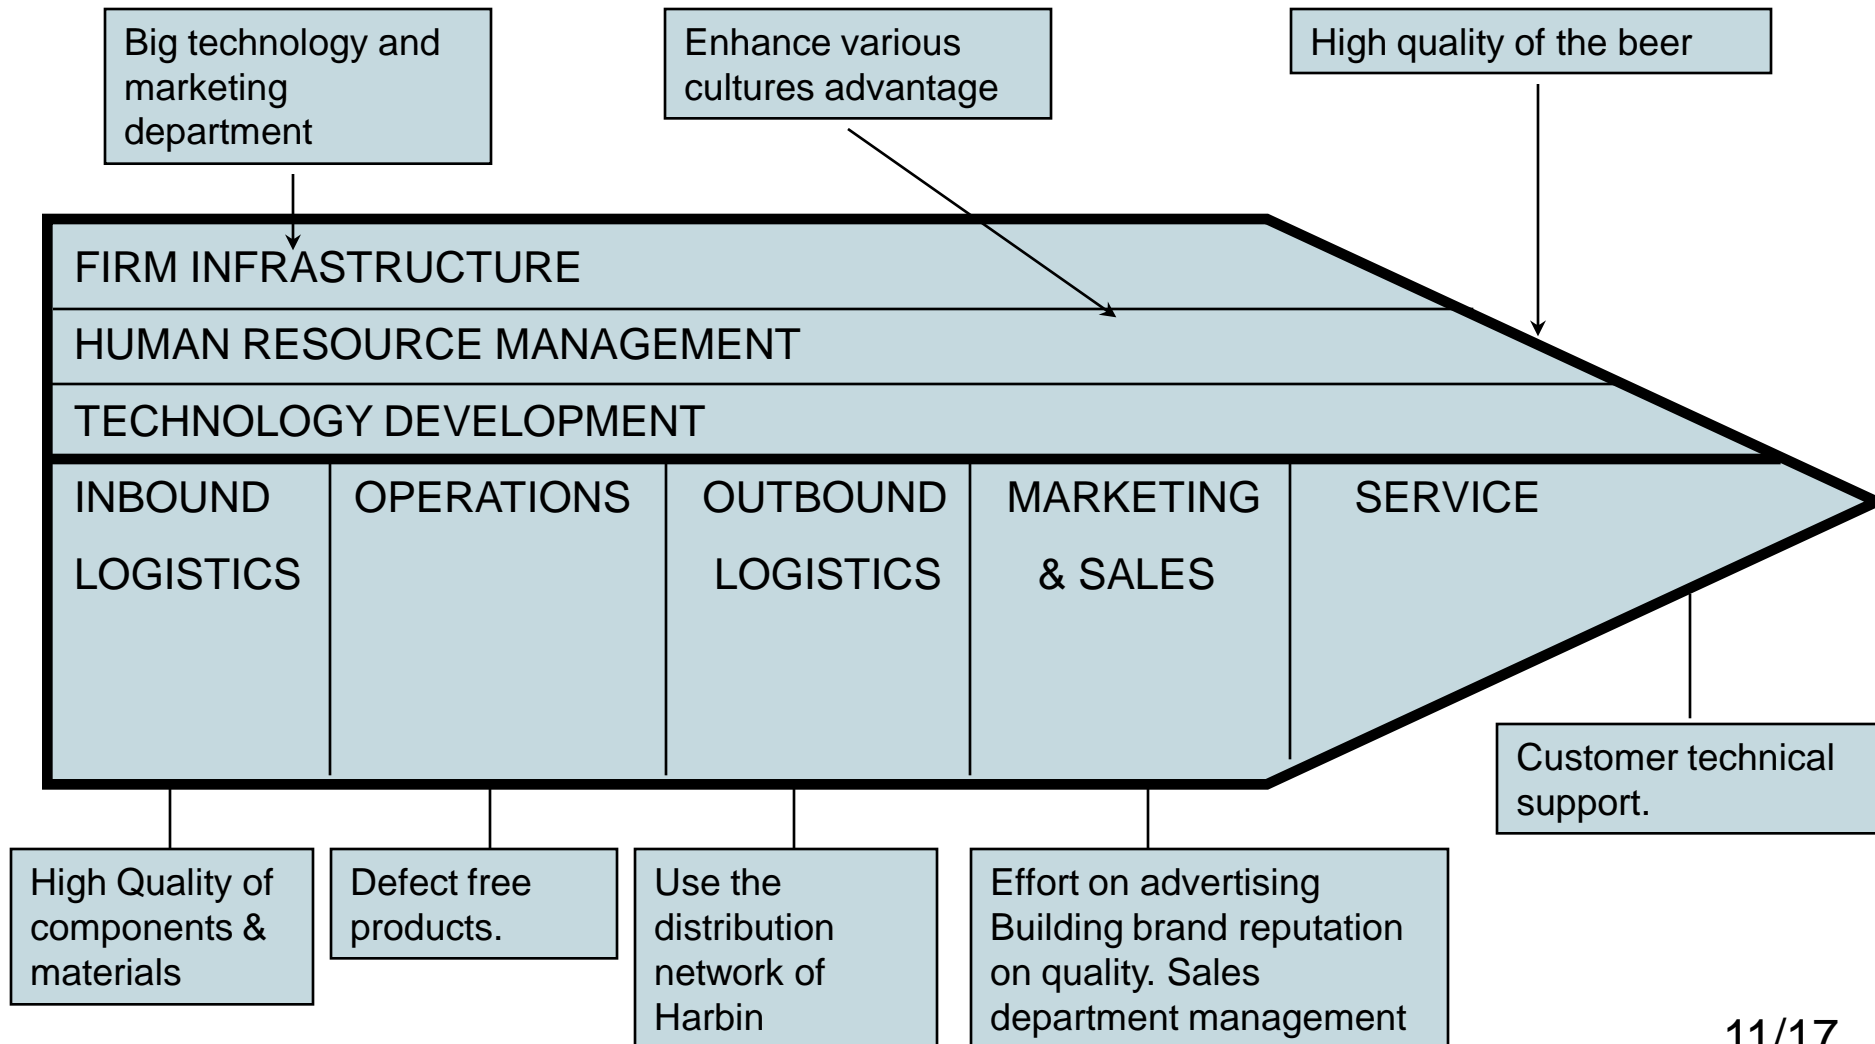 Big technology and
marketing
department
Enhance various
cultures advantage
High quality of the beer
FIRM INFRASTRUCTURE
HUMAN RESOURCE MANAGEMENT
TECHNOLOGY DEVELOPMENT
INBOUND
LOGISTICS
OPERATIONS
OUTBOUND
LOGISTICS
MARKETING
& SALES
SERVICE
Customer technical
support.
High Quality of
components &
materials
Defect free
products.
Use the
distribution
network of
Harbin
Effort on advertising
Building brand reputation
on quality. Sales
department management
11/17